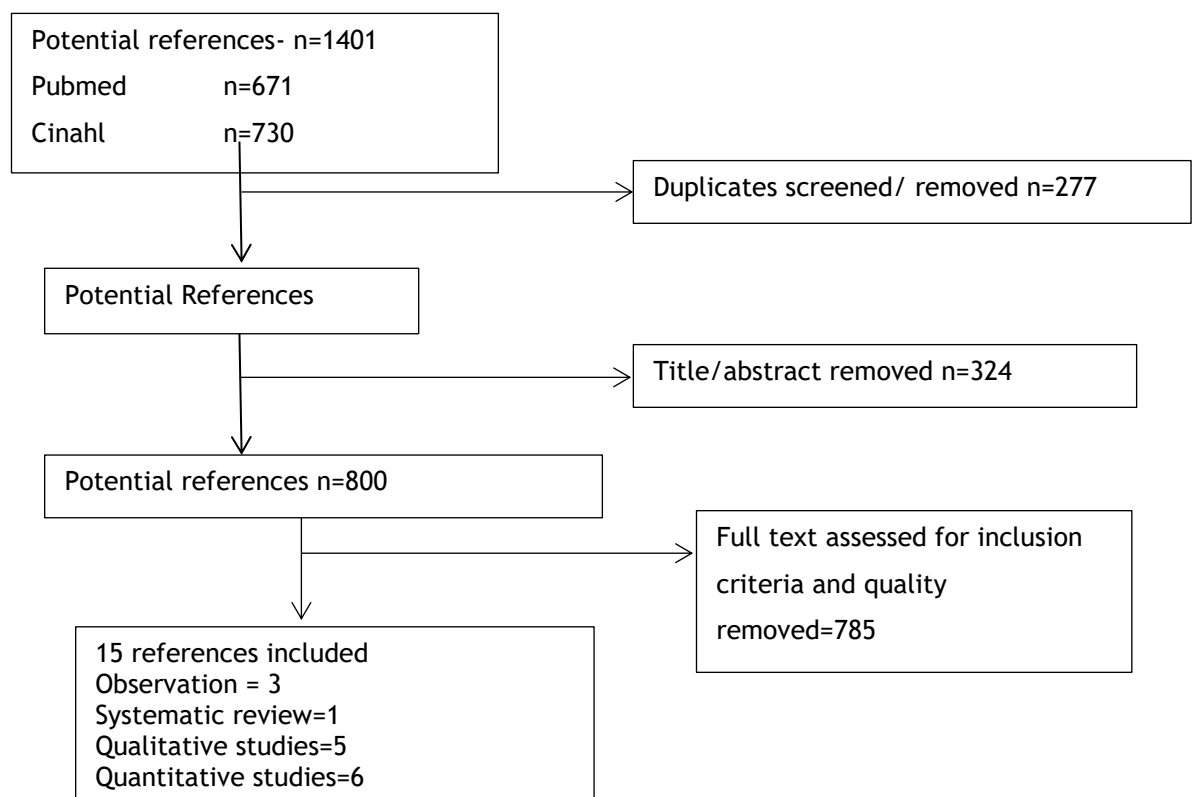 Potential references- n=1401
Pubmed n=671
Cinahl n=730
Duplicates screened/ removed n=277
Potential References
Title/abstract removed n=324
Potential references n=800
Full text assessed for inclusion
criteria and quality
removed=785
15 references included
Observation = 3
Systematic review=1
Qualitative studies=5
Quantitative studies=6